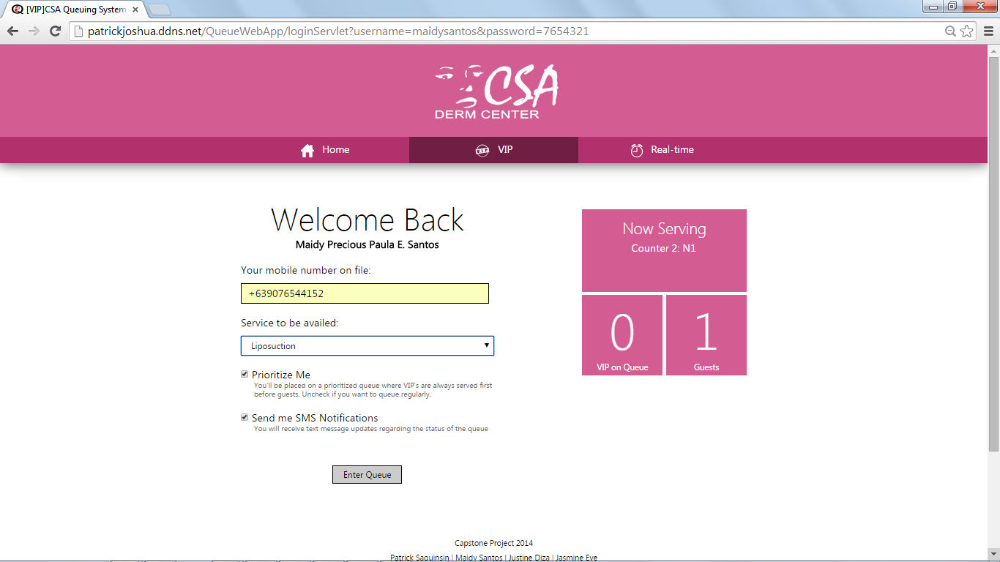 [VIP]CSA Queuing System
patrickjoshua.ddns.net/QueueWebApp/loginServlet?username=maidysantos&password=7654321
CSA
DERM CENTER
Home
VIP
Real-time
Welcome Back
Maidy Precious Paula E. Santos
Your mobile number on file:
+639076544152
Service to be availed:
Liposuction
Prioritize Me
You'll be placed on a prioritized queue where VIP's are always served first
before guests. Uncheck if you want to queue regularly.
Send me SMS Notifications
You will receive text message updates regarding the status of the queue
Enter Queue
Now Serving
Counter 2: N1
0
VIP on Queue
1
Guests
Capstone Project 2014
Patrick Saquinsin | Maidy Santos | Justine Diza | Jasmine Eve